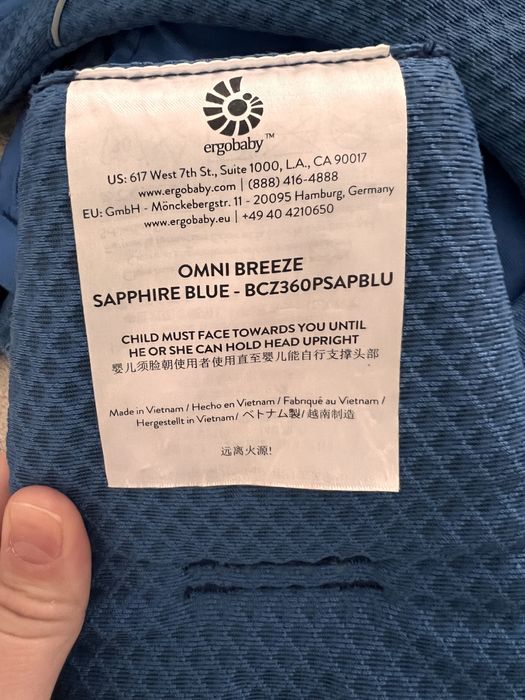 ergobaby™
US: 617 West 7th St., Suite 1000, L.A., CA 90017
www.ergobaby.com | (888) 416-4888
EU: GmbH - Mönckebergstr. 11 - 20095 Hamburg, Germany
www.ergobaby.eu | +49 40 4210650
OMNI BREEZE
SAPPHIRE BLUE - BCZ360PSAPBLU
CHILD MUST FACE TOWARDS YOU UNTIL
HE OR SHE CAN HOLD HEAD UPRIGHT
婴儿须脸朝使用者使用直至婴儿能自行支撑头部
Made in Vietnam / Hecho en Vietnam / Fabriqué au Vietnam /
Hergestellt in Vietnam / ベトナム製 / 越南制造
远离火源!